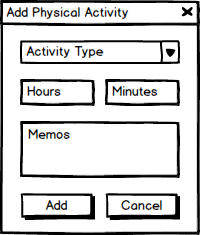 Add Physical Activity
Activity Type
Hours Minutes
Memos
Add Cancel